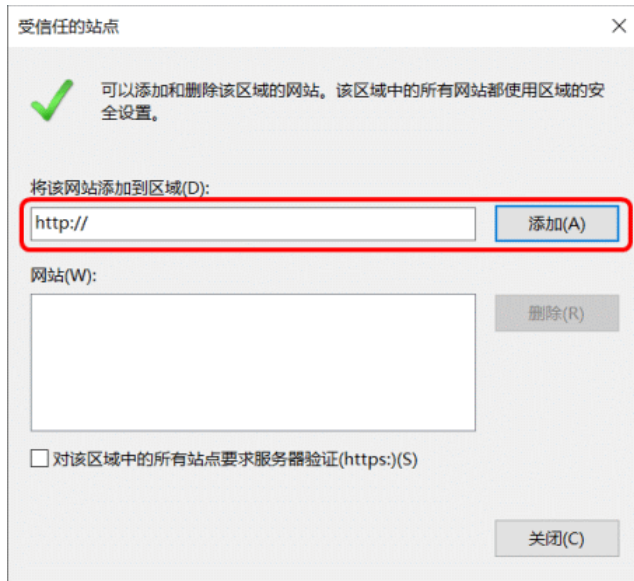 受信任的站点
可以添加和删除该区域的网站。该区域中的所有网站都使用区域的安
全设置。
将该网站添加到区域(D):
http://
添加(A)
网站(W):
删除(R)
对该区域中的所有站点要求服务器验证(https:)(S)
关闭(C)